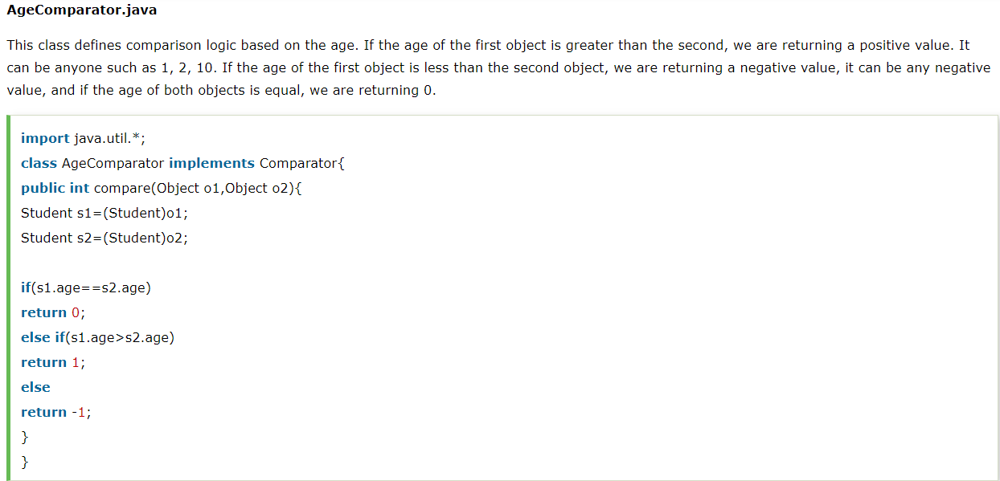 AgeComparator.java
This class defines comparison logic based on the age. If the age of the first object is greater than the second, we are returning a positive value. It
can be anyone such as 1, 2, 10. If the age of the first object is less than the second object, we are returning a negative value, it can be any negative
value, and if the age of both objects is equal, we are returning 0.
import java.util.*;
class AgeComparator implements Comparator{
public int compare(Object o1,Object o2){
Student s1=(Student)o1;
Student s2=(Student)o2;
if(s1.age==s2.age)
return 0;
else if(s1.age>s2.age)
return 1;
else
return -1;
}
}